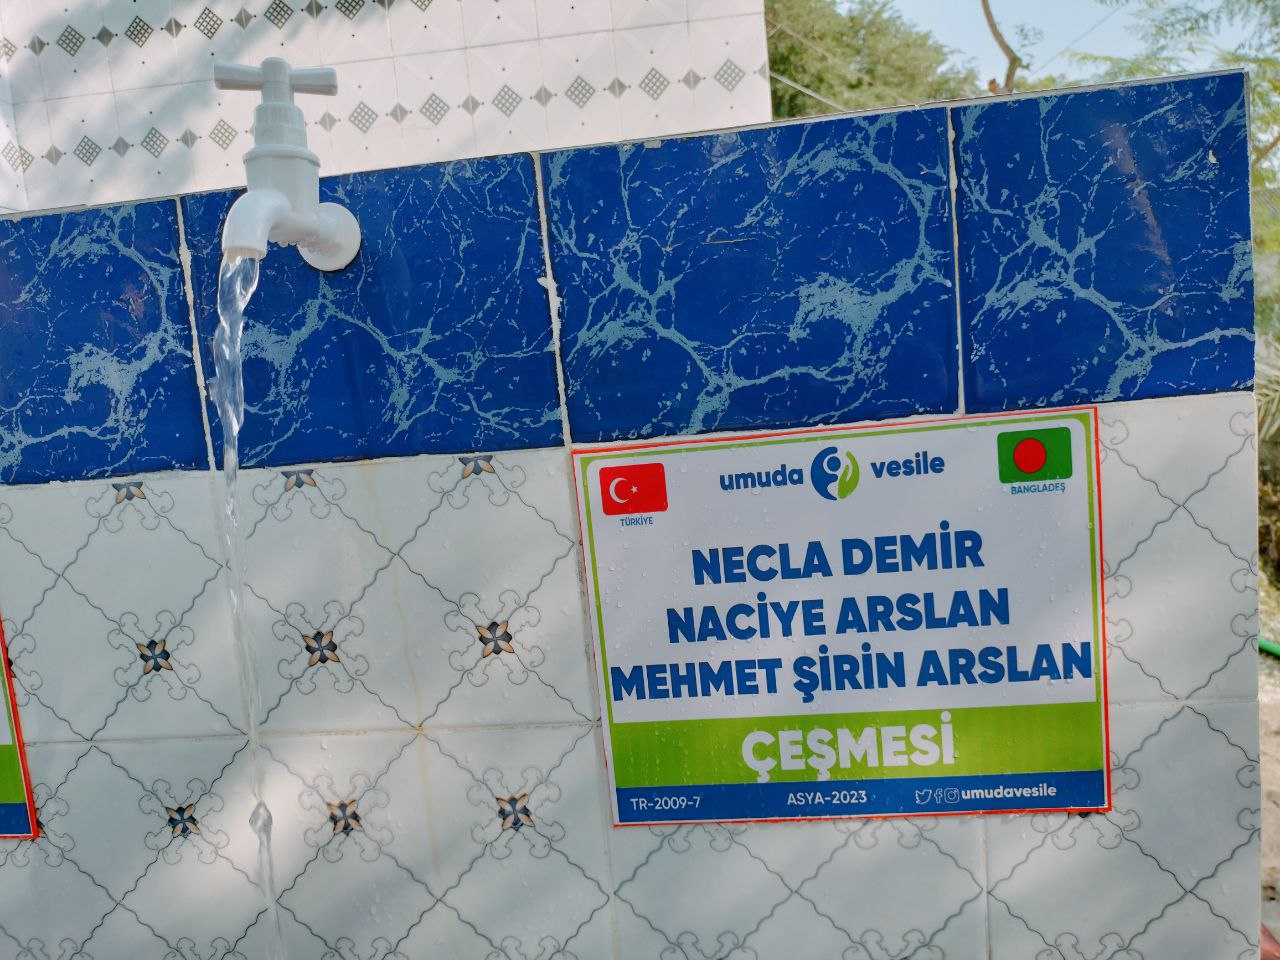 umuda vesile
TÜRKİYE
BANGLADEŞ
NECLA DEMİR
NACİYE ARSLAN
MEHMET ŞİRİN ARSLAN
ÇEŞMESİ
TR-2009-7 ASYA-2023 umudavesile